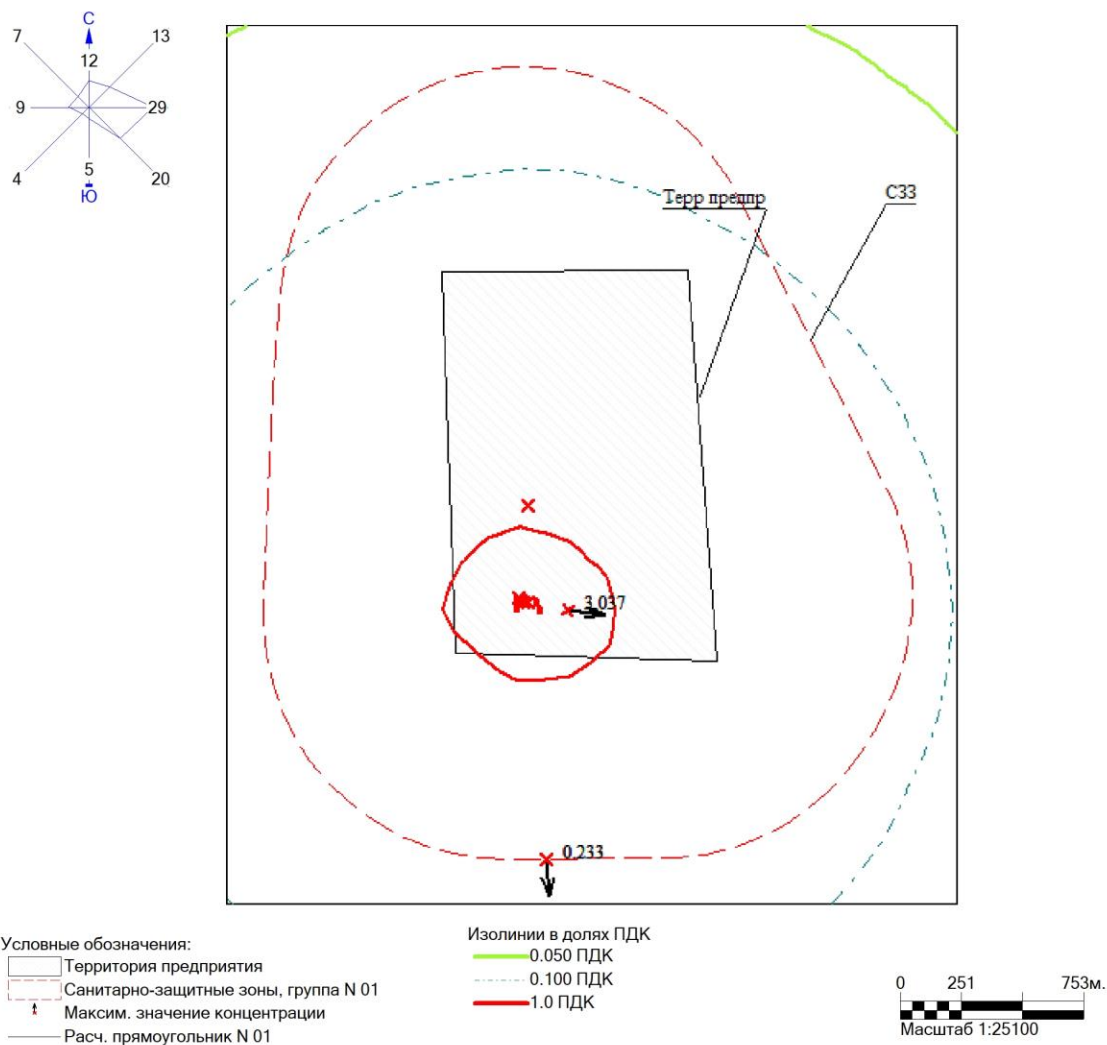 С
7
13
12
9
29
4
5
20
Ю
Терр предпр
СЗЗ
3.037
0.233
Условные обозначения:
Территория предприятия
Санитарно-защитные зоны, группа N 01
Максим. значение концентрации
Расч. прямоугольник N 01
Изолинии в долях ПДК
0.050 ПДК
0.100 ПДК
1.0 ПДК
0 251 753м.
Масштаб 1:25100